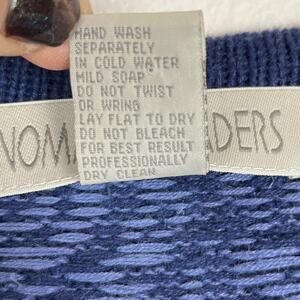 HAND WASH
SEPARATELY
IN COLD WATER
MILD SOAP
DO NOT TWIST
OR WRING
LAY FLAT TO DRY
DO NOT BLEACH
FOR BEST RESULT
PROFESSIONALLY
DRY CLEAN